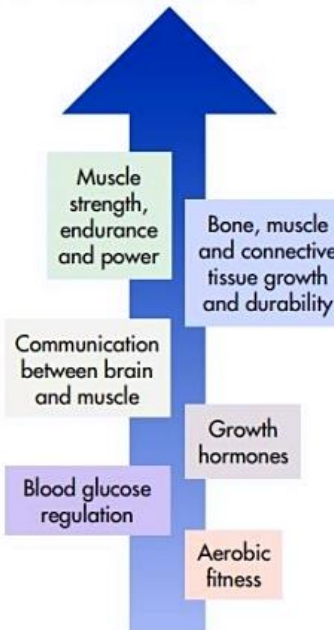 Muscle
strength,
endurance
and power
Bone, muscle
and connective
tissue growth
and durability
Communication
between brain
and muscle
Growth
hormones
Blood glucose
regulation
Aerobic
fitness